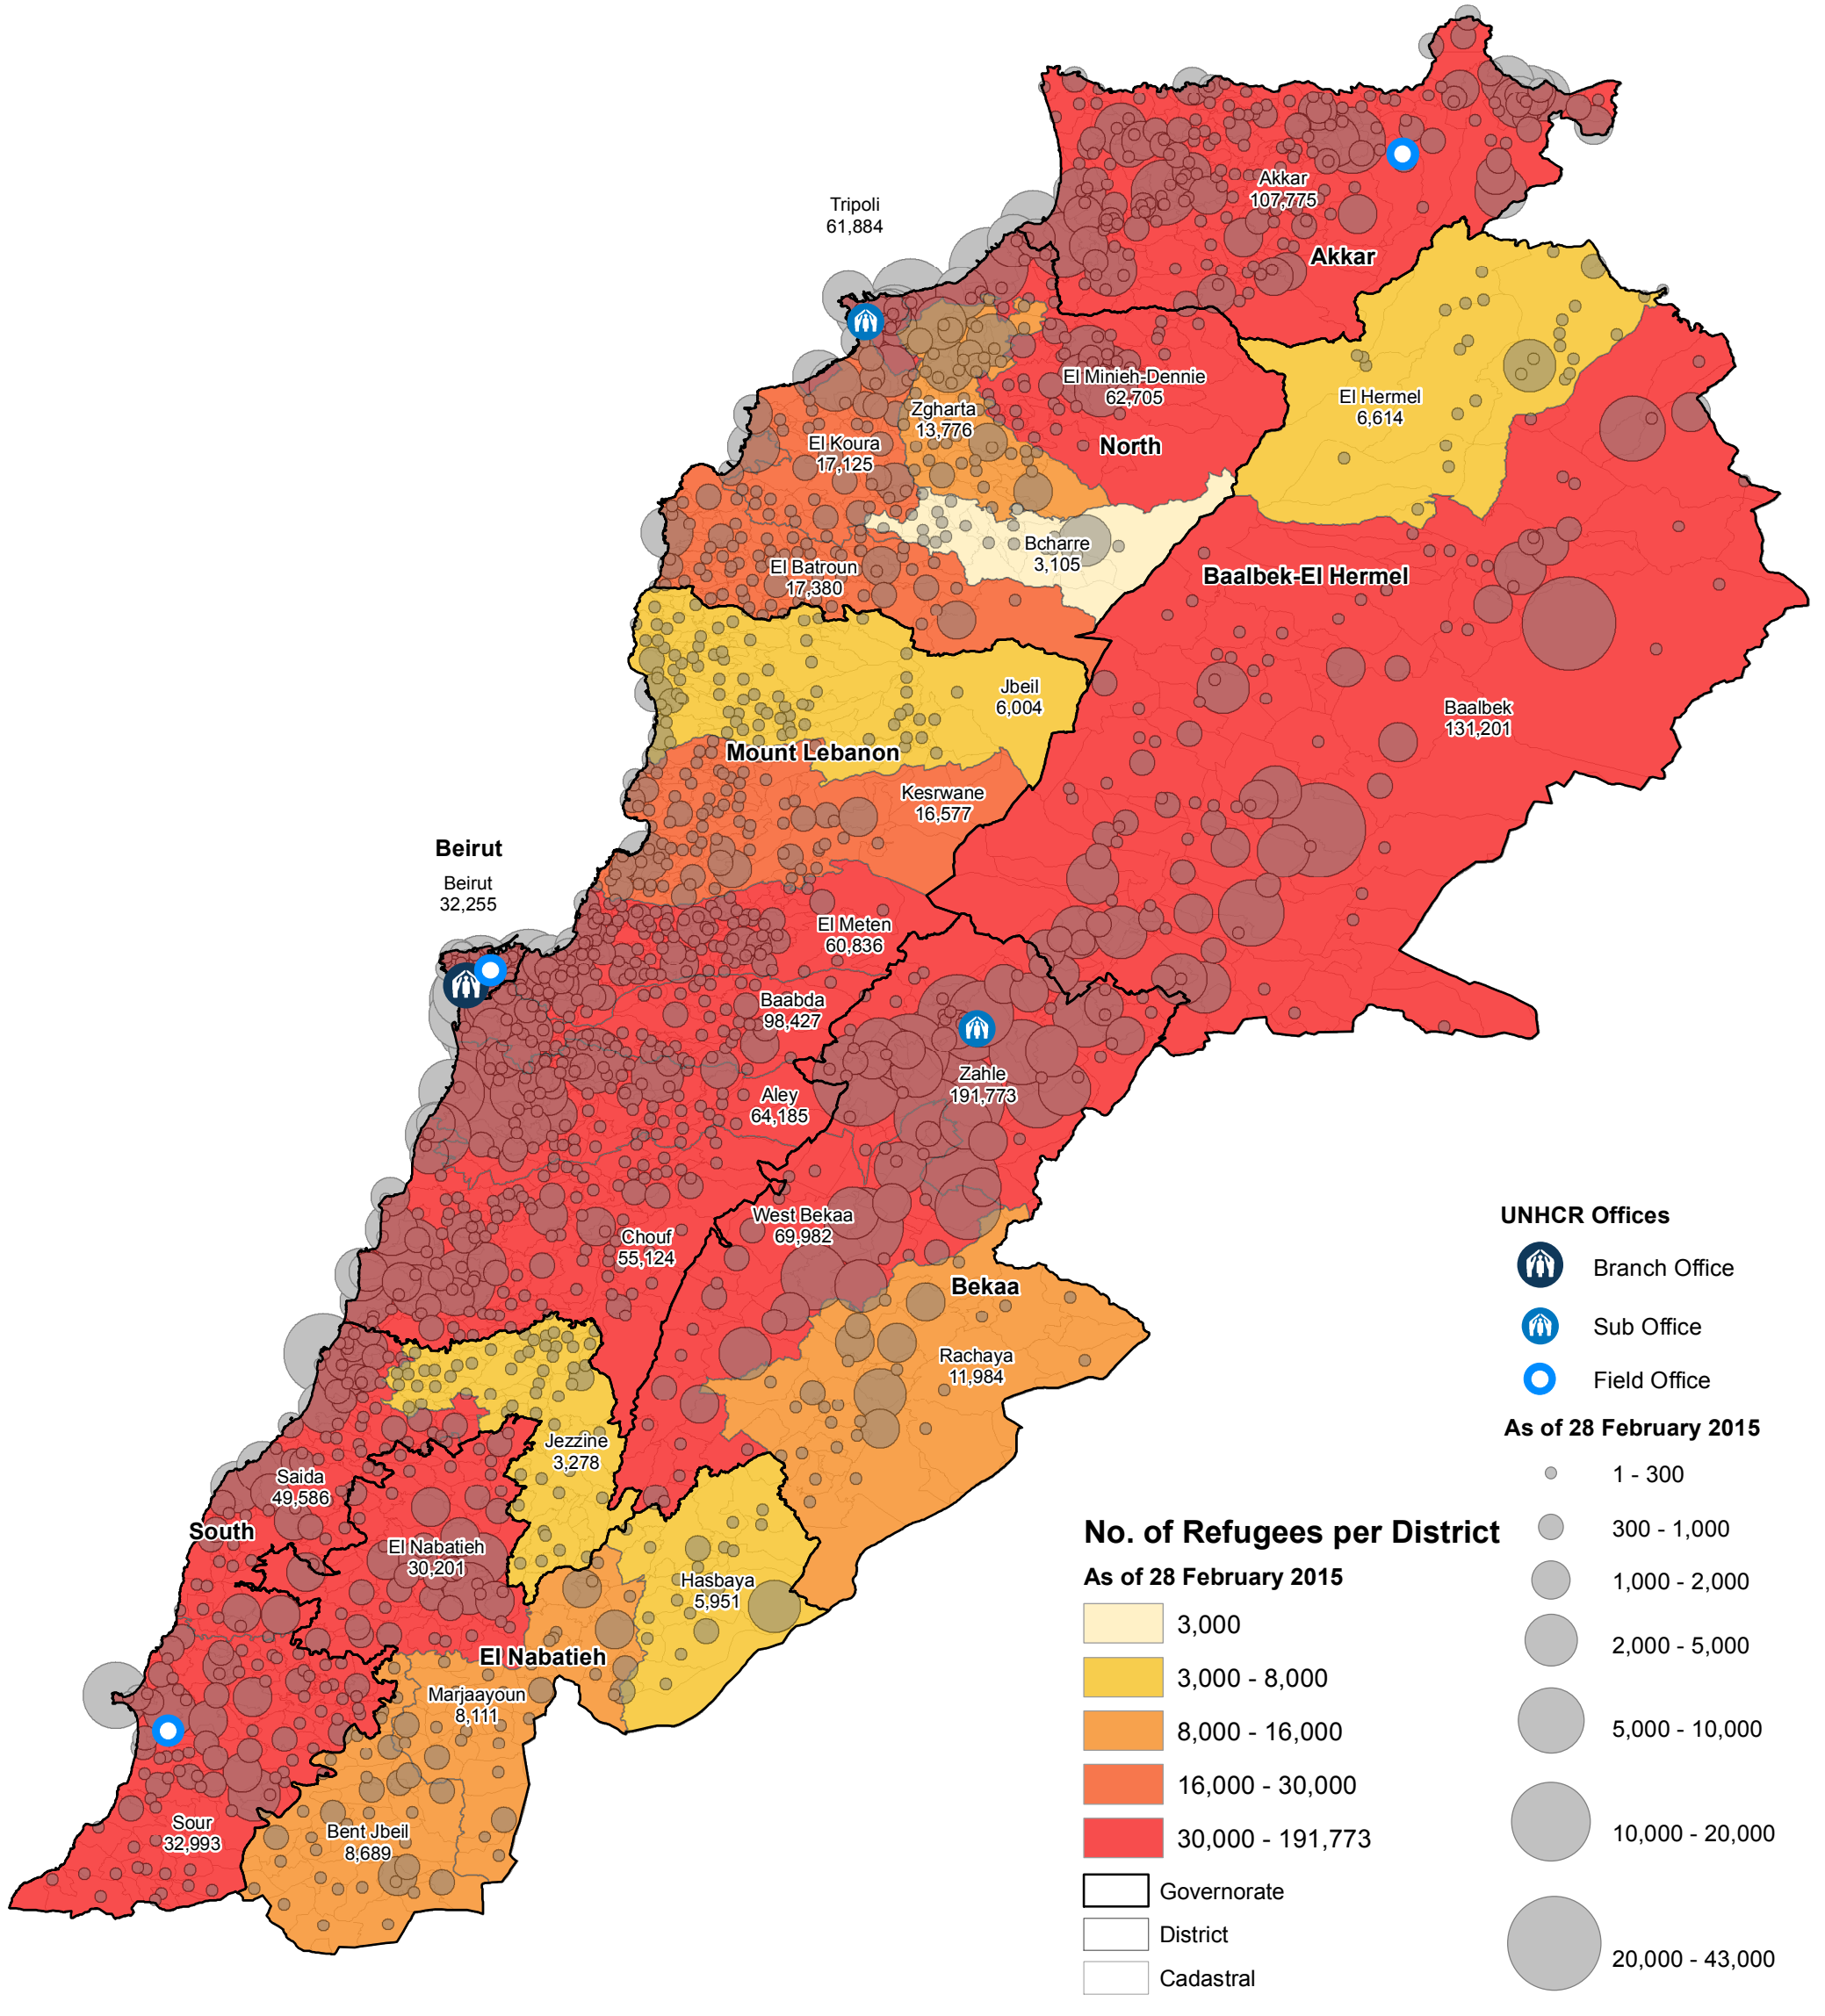 Akkar
107,775
Akkar
Tripoli
61,884
El Minieh-Dennie
62,705
North
El Hermel
6,614
Zgharta
13,776
El Koura
17,125
Bcharre
3,105
El Batroun
17,380
Baalbek-El Hermel
Jbeil
6,004
Baalbek
131,201
Mount Lebanon
Kesrwane
16,577
Beirut
Beirut
32,255
El Meten
60,836
Baabda
98,427
Zahle
191,773
Aley
64,185
West Bekaa
69,982
Chouf
55,124
Bekaa
Rachaya
11,984
Jezzine
3,278
Saida
49,586
South
El Nabatieh
30,201
Hasbaya
5,951
El Nabatieh
Marjaayoun
8,111
Sour
32,993
Bent Jbeil
8,689
UNHCR Offices
Branch Office
Sub Office
Field Office
As of 28 February 2015
1 - 300
300 - 1,000
1,000 - 2,000
2,000 - 5,000
5,000 - 10,000
10,000 - 20,000
20,000 - 43,000
No. of Refugees per District
As of 28 February 2015
3,000
3,000 - 8,000
8,000 - 16,000
16,000 - 30,000
30,000 - 191,773
Governorate
District
Cadastral